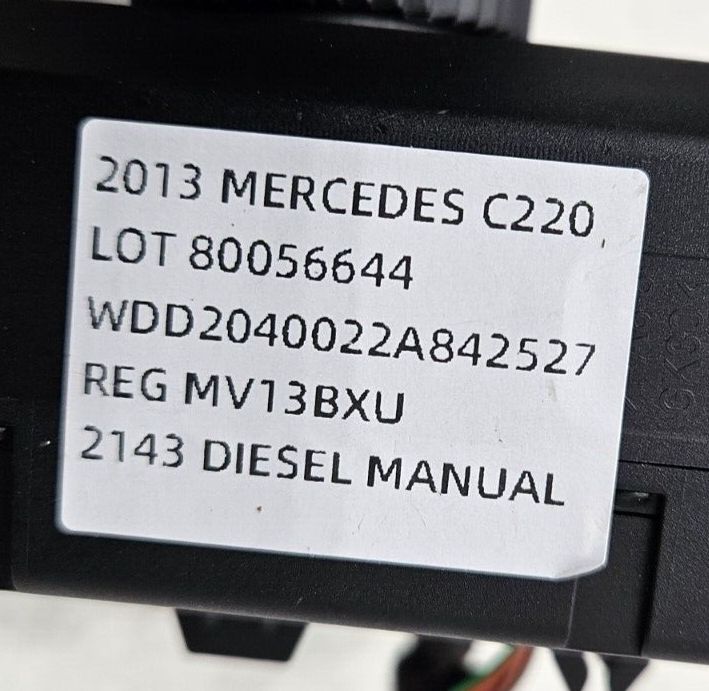 2013 MERCEDES C220
LOT 80056644
WDD2040022A842527
REG MV13BXU
2143 DIESEL MANUAL